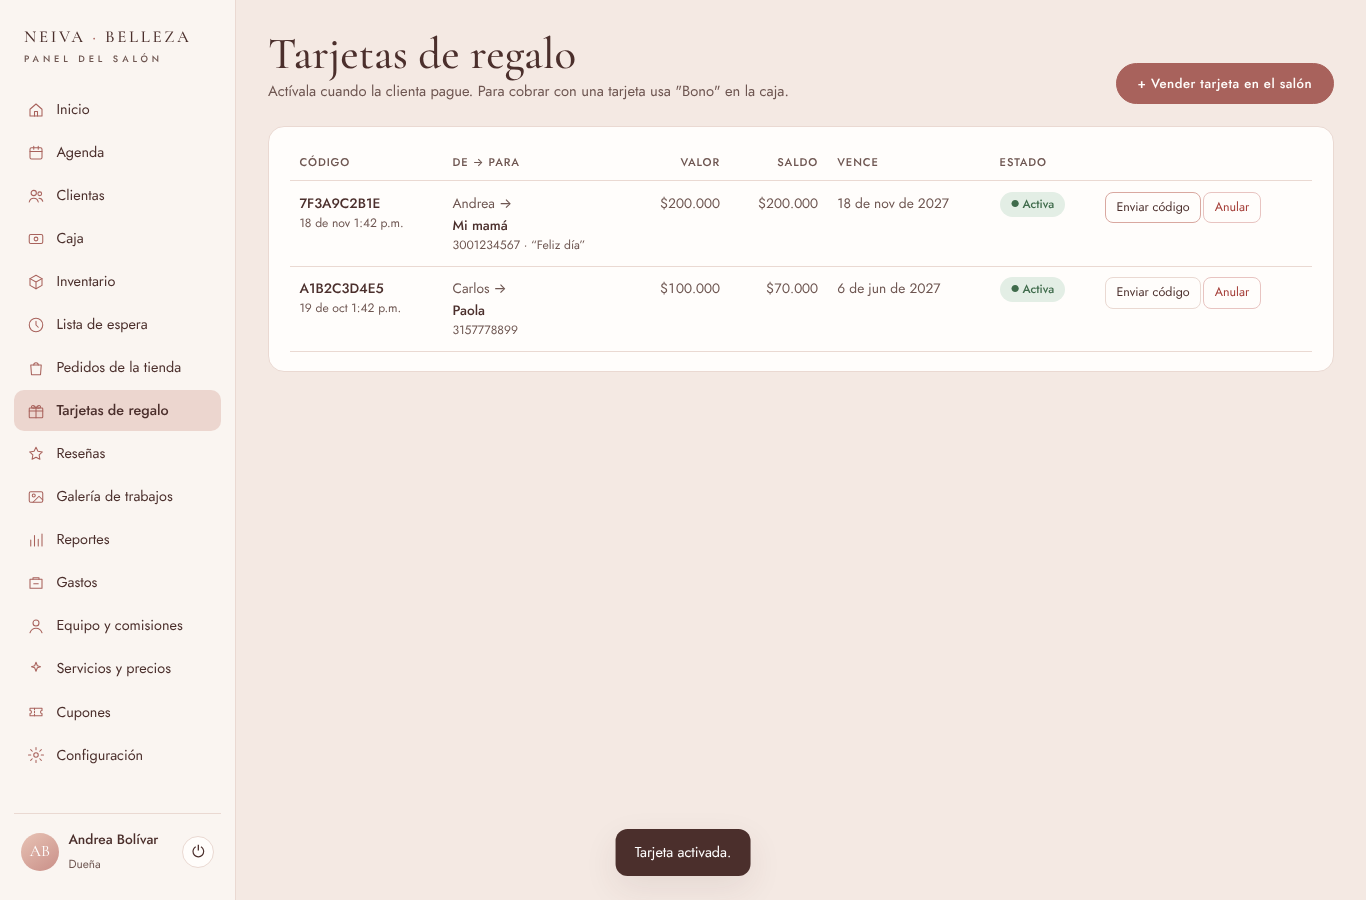 NEIVA · BELLEZA
PANEL DEL SALÓN
Inicio
Agenda
Clientas
Caja
Inventario
Lista de espera
Pedidos de la tienda
Tarjetas de regalo
Reseñas
Galería de trabajos
Reportes
Gastos
Equipo y comisiones
Servicios y precios
Cupones
Configuración
AB
Andrea Bolívar
Dueña
Tarjetas de regalo
Actívala cuando la clienta pague. Para cobrar con una tarjeta usa "Bono" en la caja.
+ Vender tarjeta en el salón
CÓDIGO DE → PARA VALOR SALDO VENCE ESTADO
7F3A9C2B1E Andrea → $200.000 $200.000 18 de nov de 2027 Activa Enviar código Anular
18 de nov 1:42 p.m. Mi mamá
3001234567 · “Feliz día”
A1B2C3D4E5 Carlos → $100.000 $70.000 6 de jun de 2027 Activa Enviar código Anular
19 de oct 1:42 p.m. Paola
3157778899
Tarjeta activada.